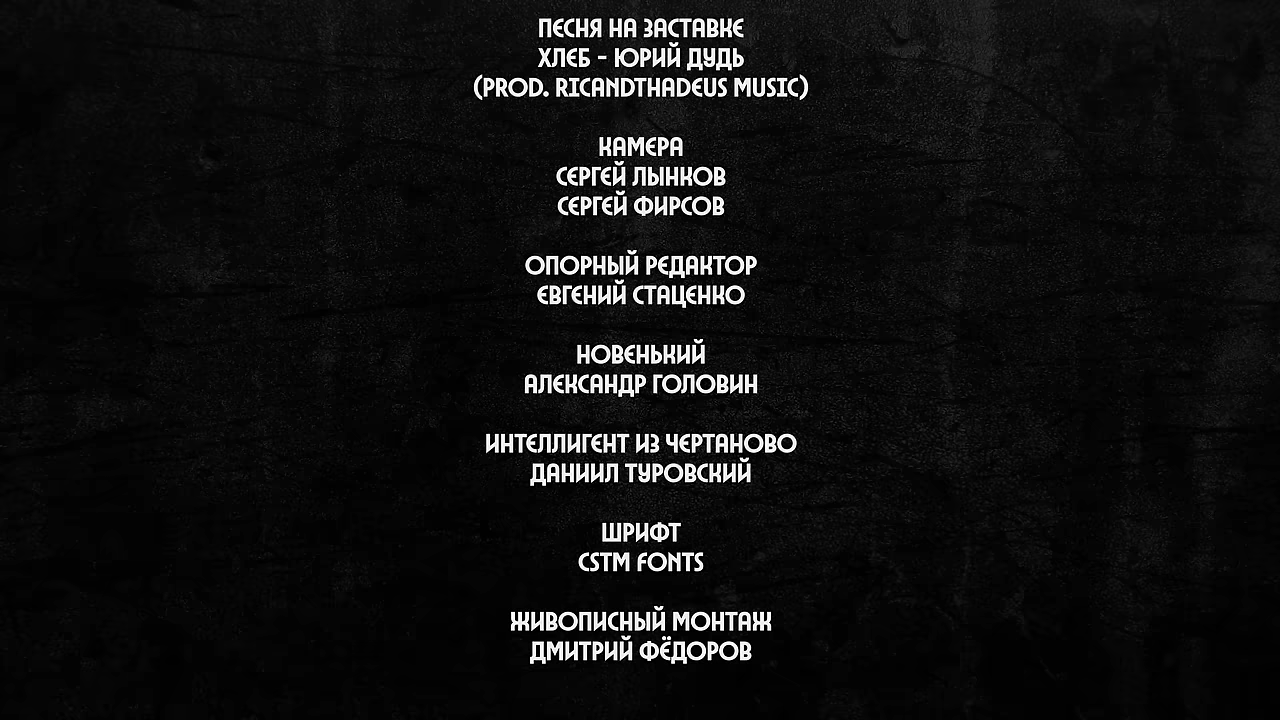 ПЕСНЯ НА ЗАСТАВКЕ
ХЛЕБ - ЮРИЙ ДУДЬ
(PROD. RICANDTHADEUS MUSIC)
КАМЕРА
СЕРГЕЙ ЛЫНКОВ
СЕРГЕЙ ФИРСОВ
ОПОРНЫЙ РЕДАКТОР
ЕВГЕНИЙ СТАЦЕНКО
НОВЕНЬКИЙ
АЛЕКСАНДР ГОЛОВИН
ИНТЕЛЛИГЕНТ ИЗ ЧЕРТАНОВО
ДАНИИЛ ТУРОВСКИЙ
ШРИФТ
CSTM FONTS
ЖИВОПИСНЫЙ МОНТАЖ
ДМИТРИЙ ФЁДОРОВ